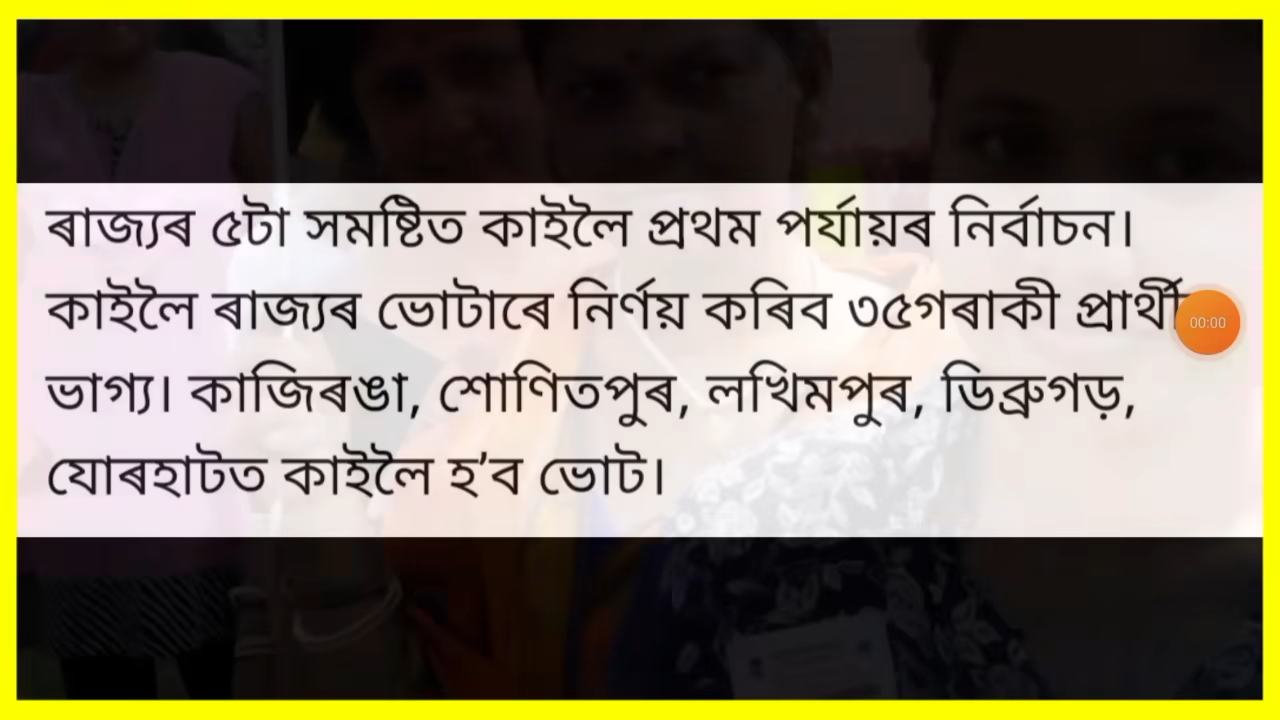 ৰাজ্যৰ ৫টা সমষ্টিত কাইলৈ প্ৰথম পৰ্যায়ৰ নিৰ্বাচন।
কাইলৈ ৰাজ্যৰ ভোটাৰে নিৰ্ণয় কৰিব ৩৫গৰাকী প্ৰাৰ্থী
ভাগ্য। কাজিৰঙা, শোণিতপুৰ, লখিমপুৰ, ডিব্ৰুগড়,
যোৰহাটত কাইলৈ হ'ব ভোট।
00:00